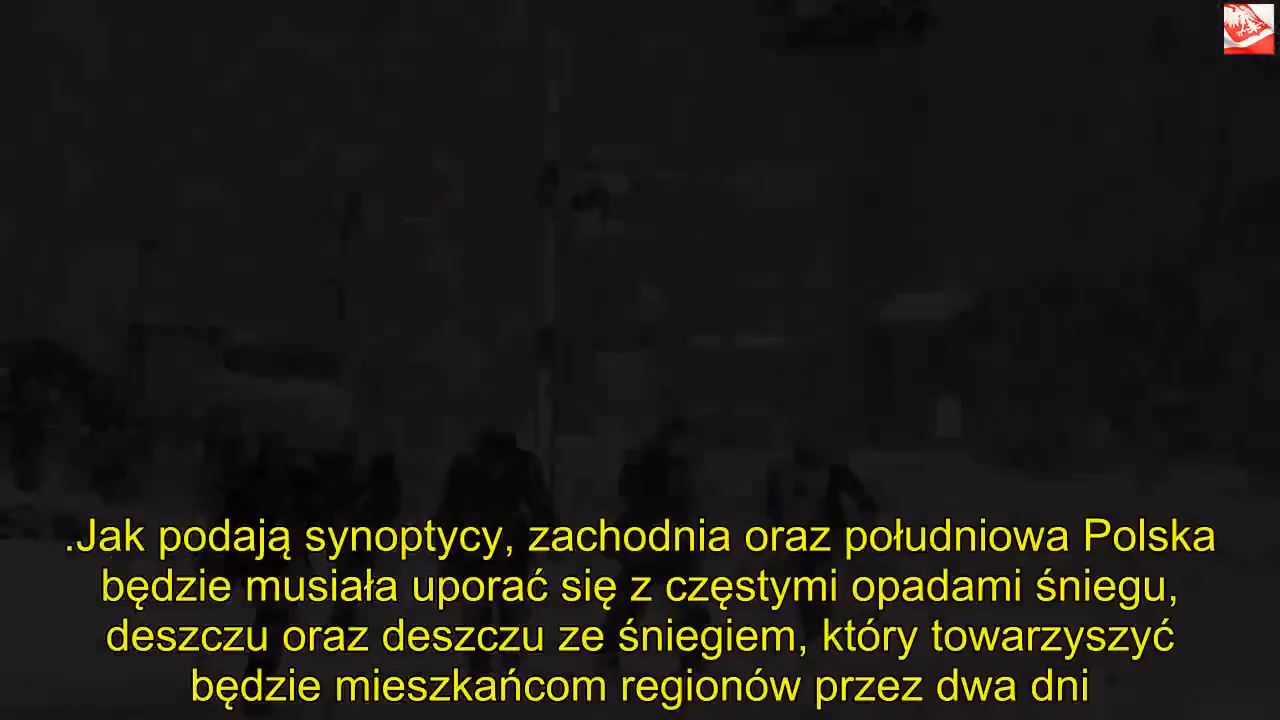 .Jak podają synoptycy, zachodnia oraz południowa Polska
będzie musiała uporać się z częstymi opadami śniegu,
deszczu oraz deszczu ze śniegiem, który towarzyszyć
będzie mieszkańcom regionów przez dwa dni